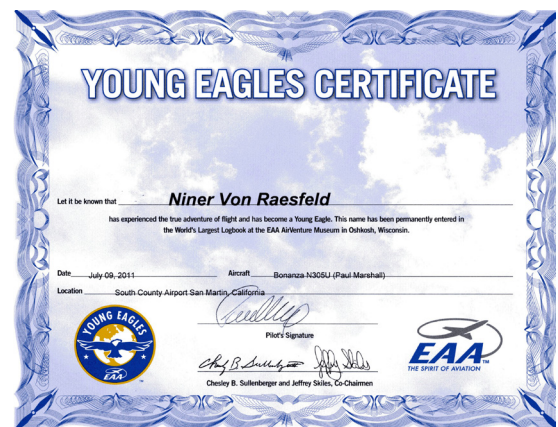 YOUNG EAGLES CERTIFICATE
Let it be known that Niner Von Raesfeld
has experienced the true adventure of flight and has become a Young Eagle. This name has been permanently entered in
the World's Largest Logbook at the EAA AirVenture Museum in Oshkosh, Wisconsin.
Date July 09, 2011 Aircraft Bonanza N305U (Paul Marshall)
Location South County Airport San Martin, California
Pilot's Signature
Chesley B. Sullenberger and Jeffrey Skiles, Co-Chairmen
YOUNG EAGLES
EAA
EAA
THE SPIRIT OF AVIATION